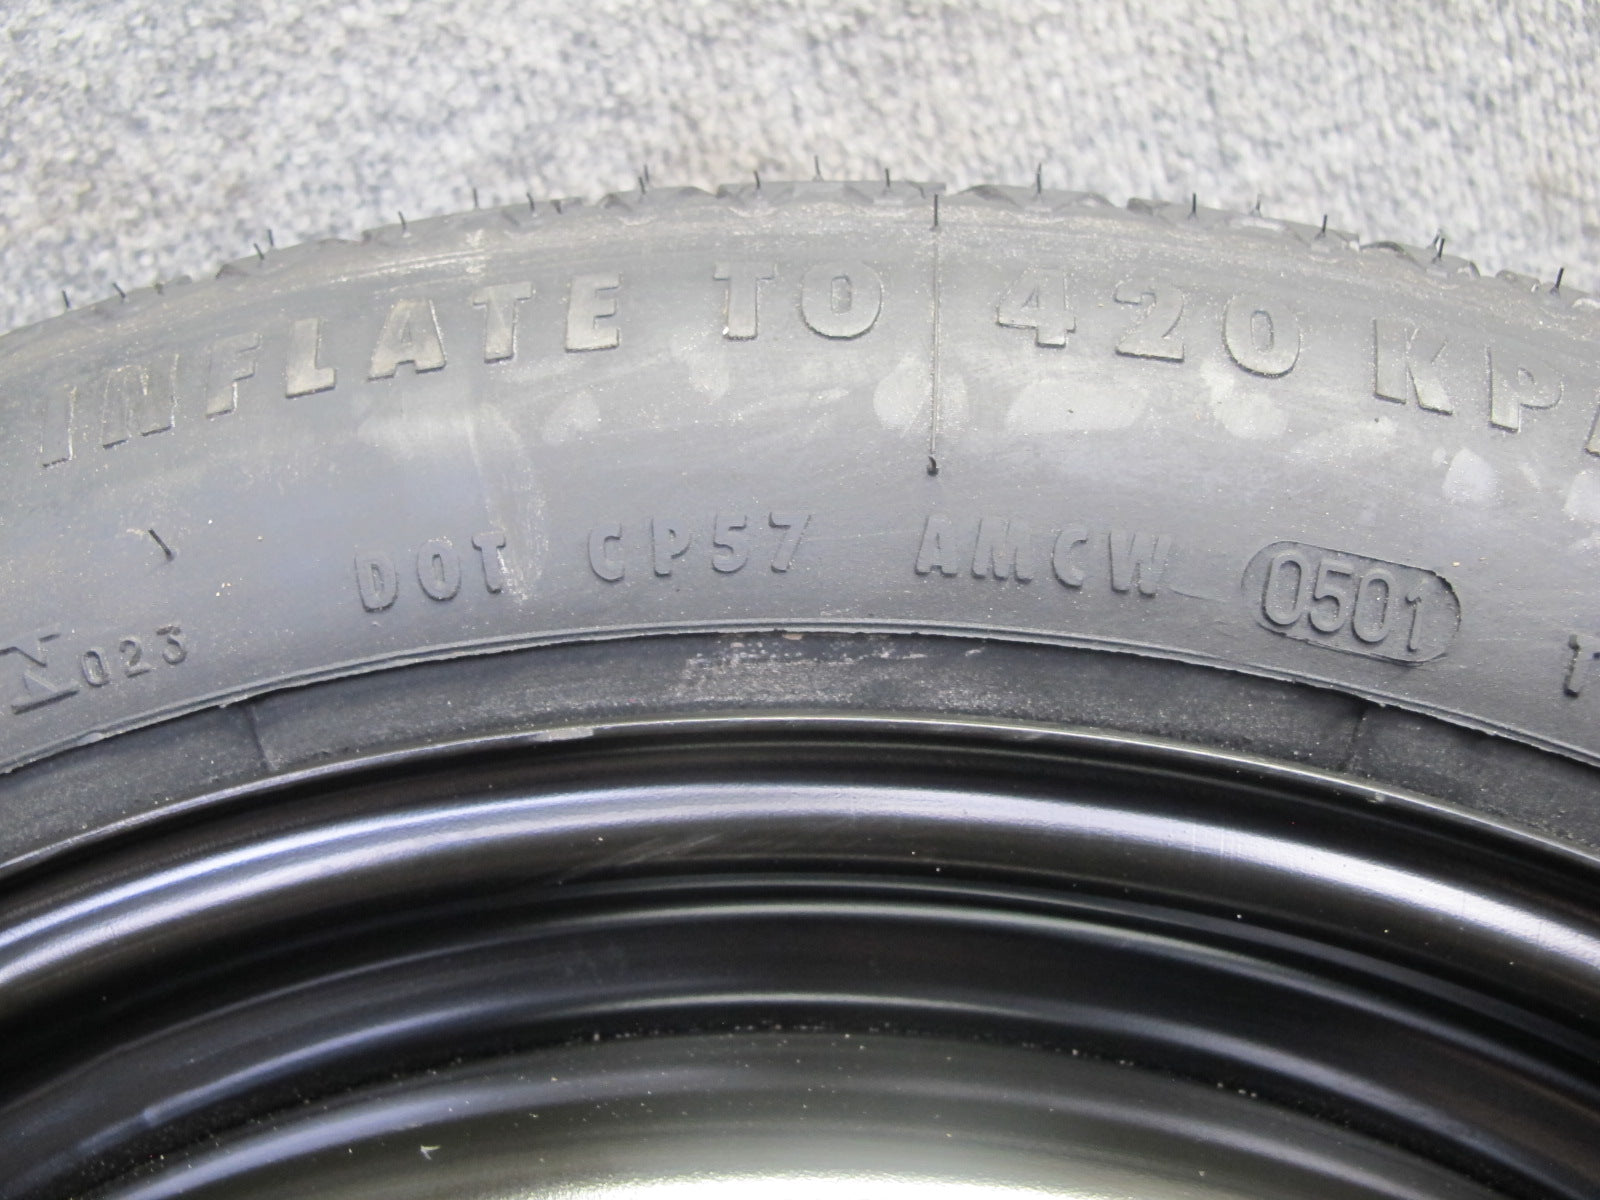 INFLATE TO 420 KP
DOT CP57 AMCW 0501
023